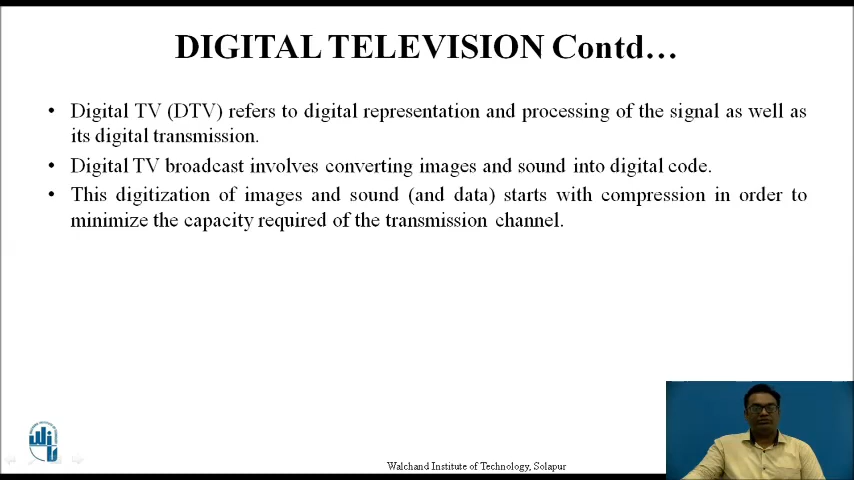 DIGITAL TELEVISION Contd…
• Digital TV (DTV) refers to digital representation and processing of the signal as well as
its digital transmission.
• Digital TV broadcast involves converting images and sound into digital code.
• This digitization of images and sound (and data) starts with compression in order to
minimize the capacity required of the transmission channel.
Walchand Institute of Technology, Solapur